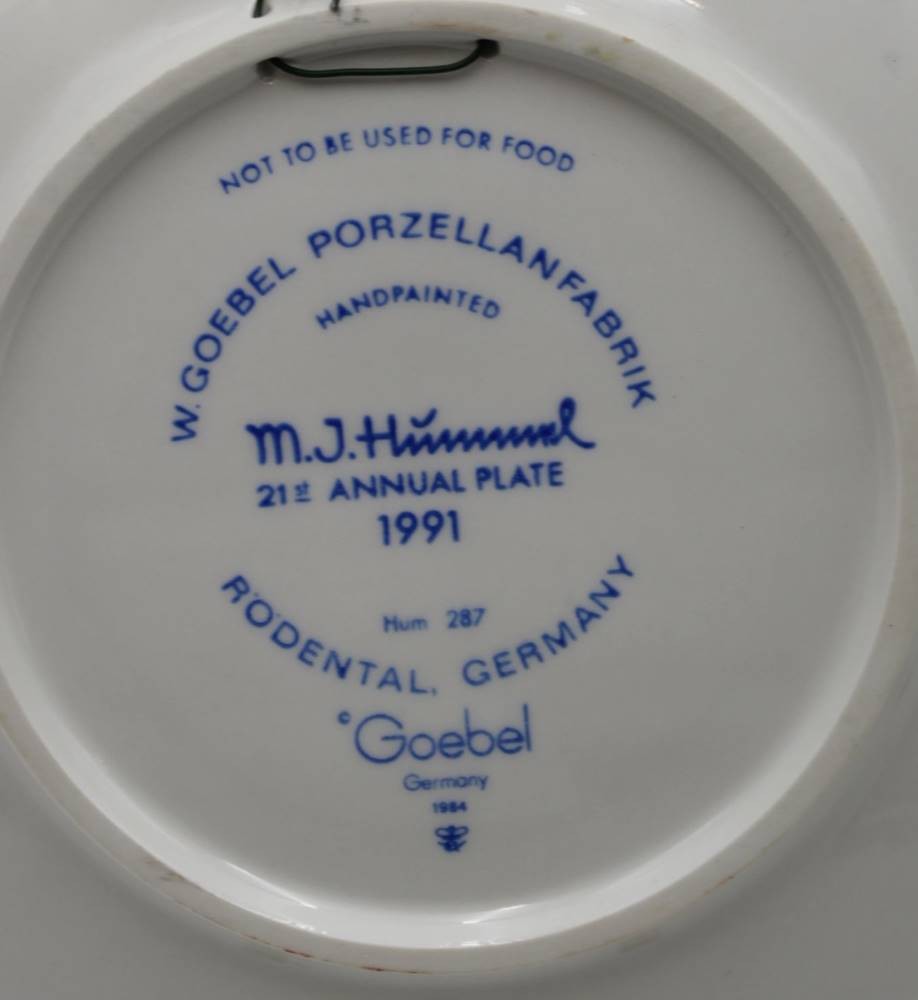 NOT TO BE USED FOR FOOD
W. GOEBEL PORZELLANFABRIK
HANDPAINTED
M.J.Hummel
21st ANNUAL PLATE
1991
Hum 287
RÖDENTAL, GERMANY
© Goebel
Germany
1984